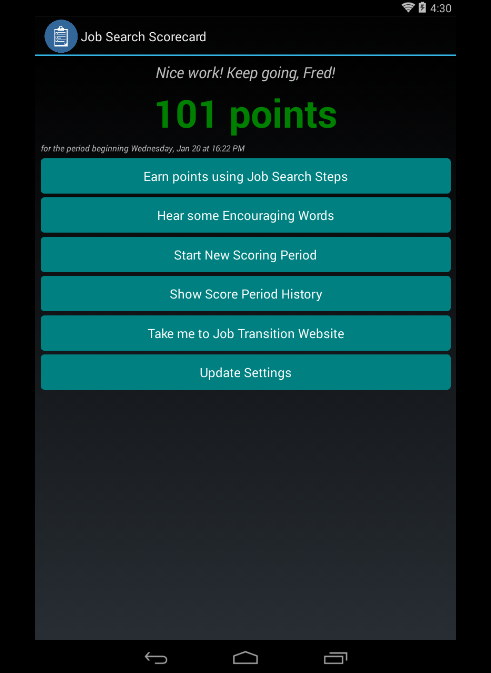 4:30
Job Search Scorecard
Nice work! Keep going, Fred!
101 points
for the period beginning Wednesday, Jan 20 at 16:22 PM
Earn points using Job Search Steps
Hear some Encouraging Words
Start New Scoring Period
Show Score Period History
Take me to Job Transition Website
Update Settings